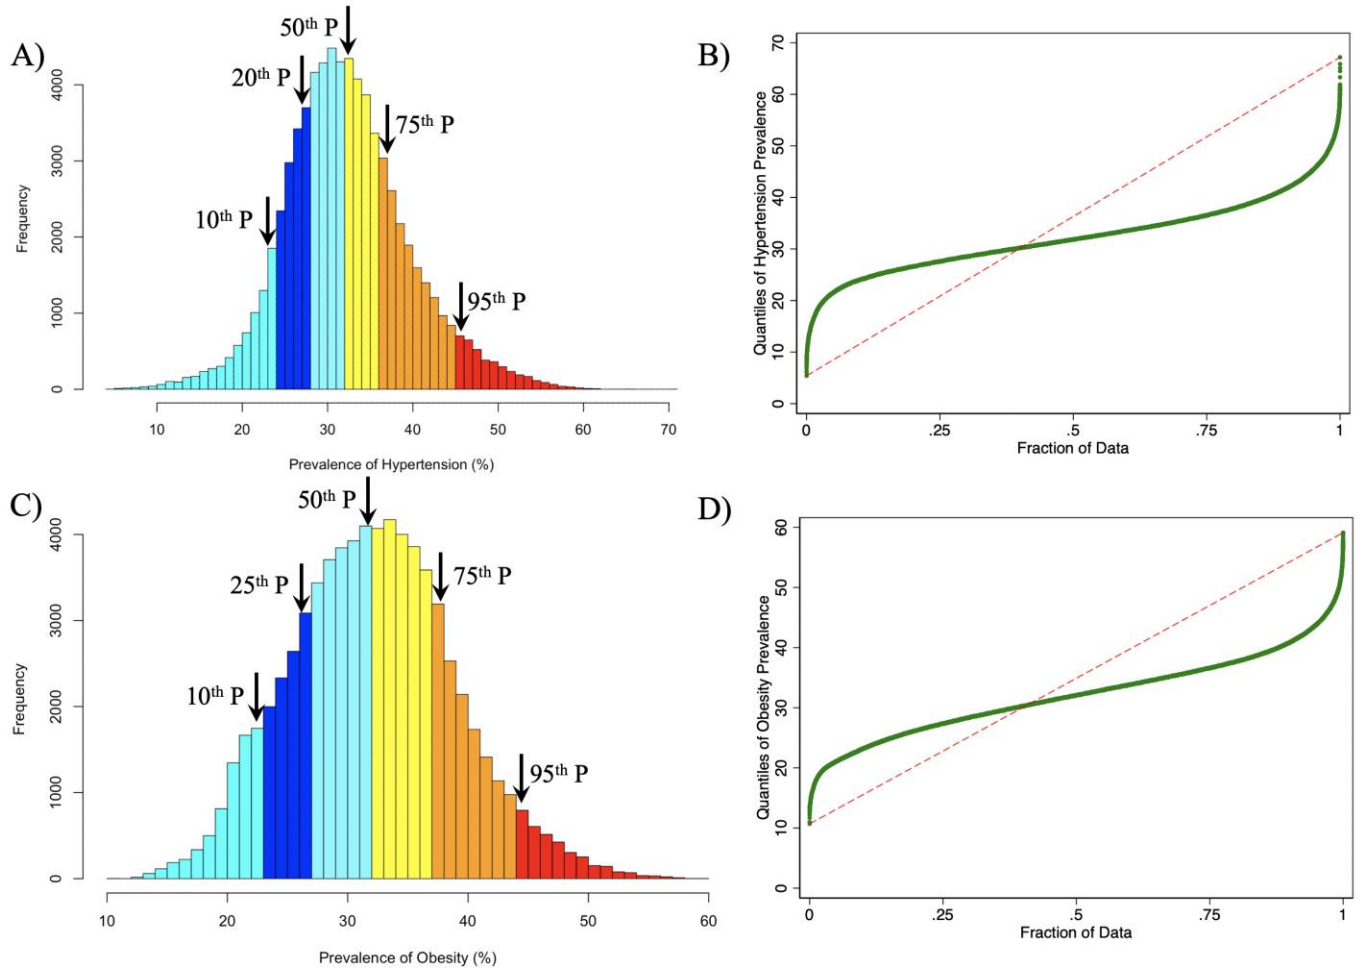 A)
50th P
20th P
10th P
75th P
95th P
Frequency
0 1000 2000 3000 4000
10 20 30 40 50 60 70
Prevalence of Hypertension (%)
B)
Quantiles of Hypertension Prevalence
0 10 20 30 40 50 60 70
0 .25 .5 .75 1
Fraction of Data
C)
50th P
25th P
10th P
75th P
95th P
Frequency
0 1000 2000 3000 4000
10 20 30 40 50 60
Prevalence of Obesity (%)
D)
Quantiles of Obesity Prevalence
0 10 20 30 40 50 60
0 .25 .5 .75 1
Fraction of Data